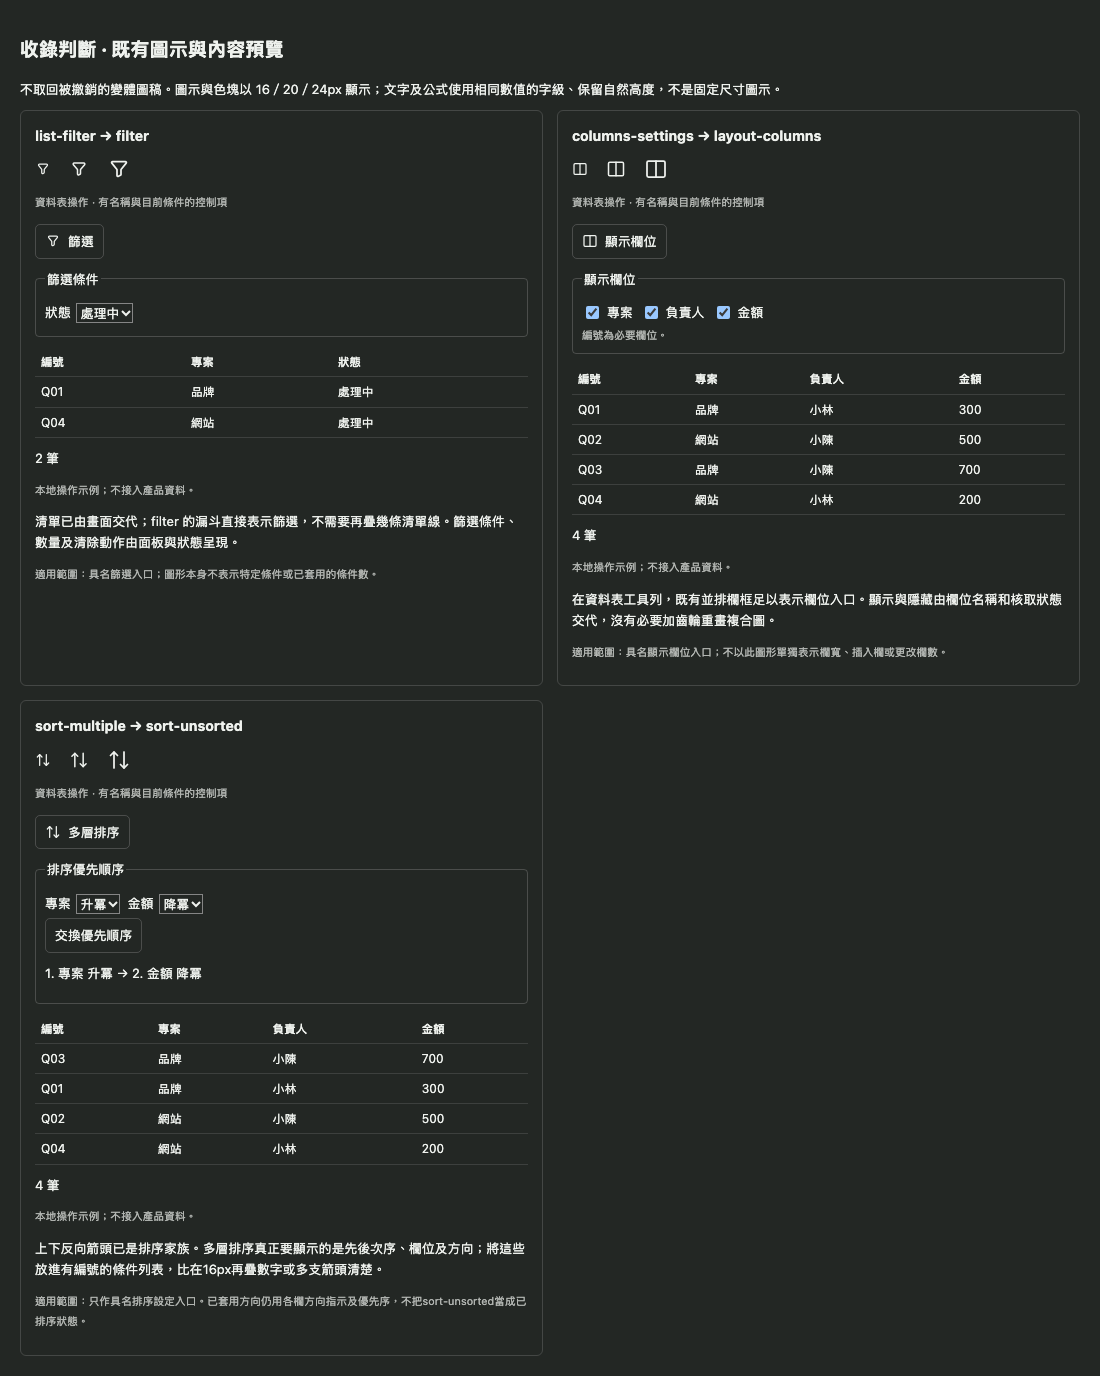 收錄判斷 · 既有圖示與內容預覽
不取回被撤銷的變體圖稿。圖示與色塊以 16 / 20 / 24px 顯示；文字及公式使用相同數值的字級、保留自然高度，不是固定尺寸圖示。
list-filter → filter
資料表操作 · 有名稱與目前條件的控制項
篩選
篩選條件
狀態 處理中
編號 專案 狀態
Q01 品牌 處理中
Q04 網站 處理中
2 筆
本地操作示例；不接入產品資料。
清單已由畫面交代；filter 的漏斗直接表示篩選，不需要再疊幾條清單線。篩選條件、
數量及清除動作由面板與狀態呈現。
適用範圍：具名篩選入口；圖形本身不表示特定條件或已套用的條件數。
columns-settings → layout-columns
資料表操作 · 有名稱與目前條件的控制項
顯示欄位
顯示欄位
專案 負責人 金額
編號為必要欄位。
編號 專案 負責人 金額
Q01 品牌 小林 300
Q02 網站 小陳 500
Q03 品牌 小陳 700
Q04 網站 小林 200
4 筆
本地操作示例；不接入產品資料。
在資料表工具列，既有並排欄框足以表示欄位入口。顯示與隱藏由欄位名稱和核取狀態
交代，沒有必要加齒輪重畫複合圖。
適用範圍：具名顯示欄位入口；不以此圖形單獨表示欄寬、插入欄或更改欄數。
sort-multiple → sort-unsorted
資料表操作 · 有名稱與目前條件的控制項
多層排序
排序優先順序
專案 升冪 金額 降冪
交換優先順序
1. 專案 升冪 → 2. 金額 降冪
編號 專案 負責人 金額
Q03 品牌 小陳 700
Q01 品牌 小林 300
Q02 網站 小陳 500
Q04 網站 小林 200
4 筆
本地操作示例；不接入產品資料。
上下反向箭頭已是排序家族。多層排序真正要顯示的是先後次序、欄位及方向；將這些
放進有編號的條件列表，比在16px再疊數字或多支箭頭清楚。
適用範圍：只作具名排序設定入口。已套用方向仍用各欄方向指示及優先序，不把sort-unsorted當成已
排序狀態。